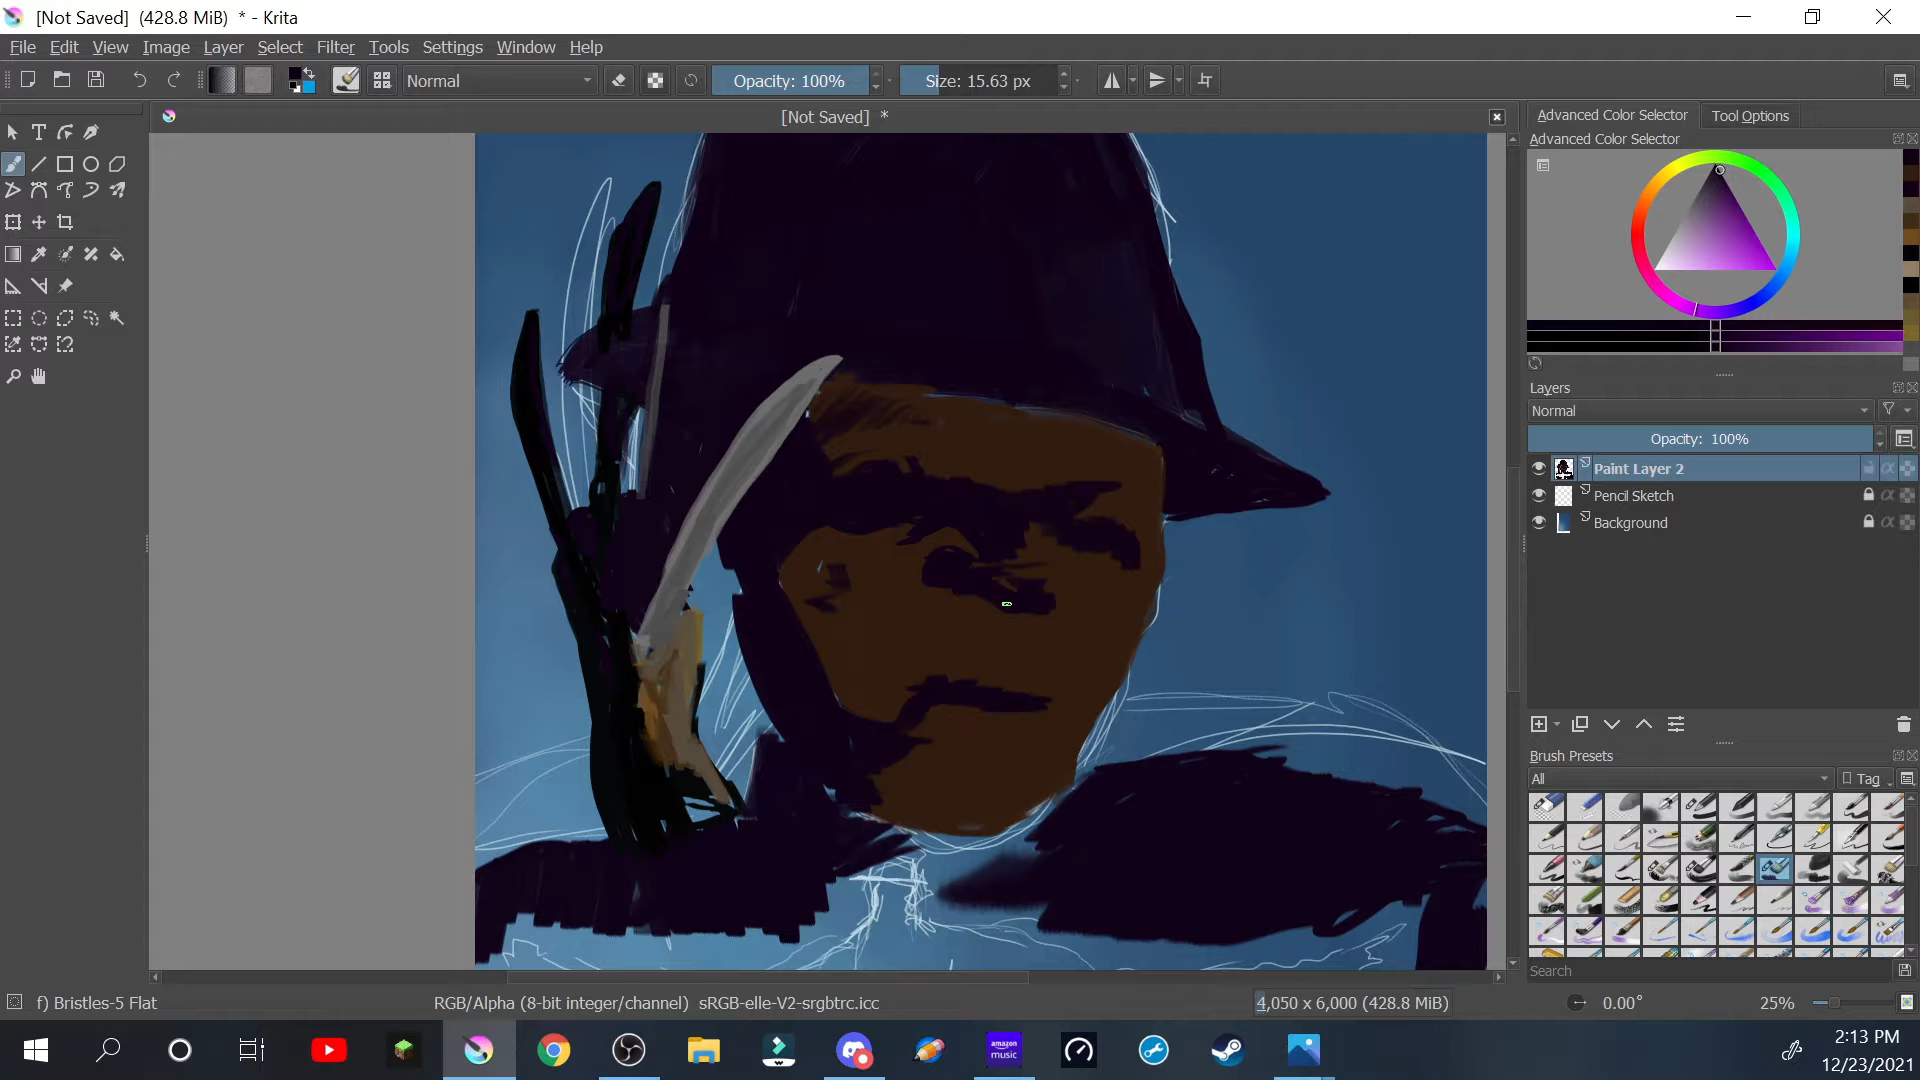 [Not Saved]  (428.8 MiB)  * - Krita
File Edit View Image Layer Select Filter Tools Settings Window Help
Normal Opacity: 100% Size: 15.63 px
[Not Saved]  *
Advanced Color Selector Tool Options
Advanced Color Selector
Layers
Normal
Opacity:  100%
Paint Layer 2
Pencil Sketch
Background
Brush Presets
All Tag
Search
f) Bristles-5 Flat RGB/Alpha (8-bit integer/channel)  sRGB-elle-V2-srgbtrc.icc 4,050 x 6,000 (428.8 MiB) 0.00° 25%
amazon
music
2:13 PM
12/23/2021